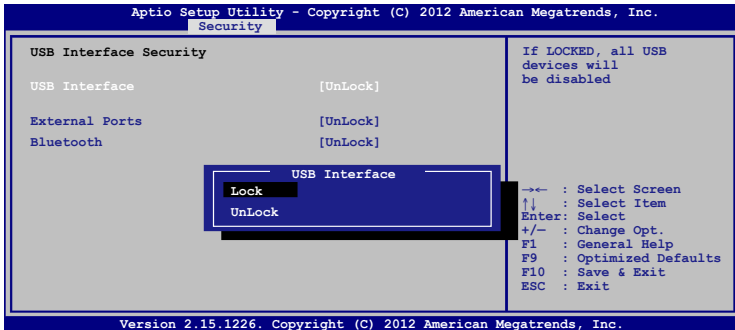 Aptio Setup Utility - Copyright (C) 2012 American Megatrends, Inc.
Security
USB Interface Security
USB Interface [UnLock]
External Ports [UnLock]
Bluetooth [UnLock]
USB Interface
Lock
UnLock
If LOCKED, all USB
devices will
be disabled
→← : Select Screen
↑↓ : Select Item
Enter: Select
+/— : Change Opt.
F1 : General Help
F9 : Optimized Defaults
F10 : Save & Exit
ESC : Exit
Version 2.15.1226. Copyright (C) 2012 American Megatrends, Inc.